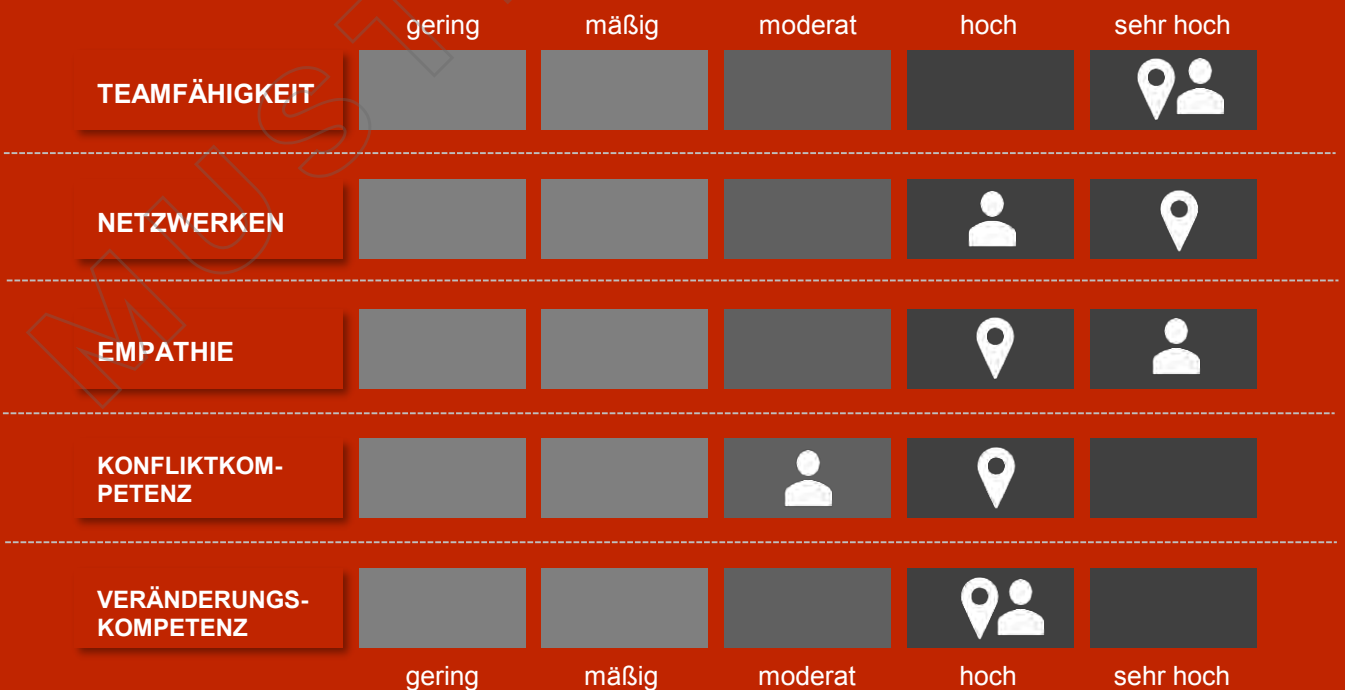 gering mäßig moderat hoch sehr hoch
TEAMFÄHIGKEIT
NETZWERKEN
EMPATHIE
KONFLIKTKOM-
PETENZ
VERÄNDERUNGS-
KOMPETENZ
gering mäßig moderat hoch sehr hoch
MUST